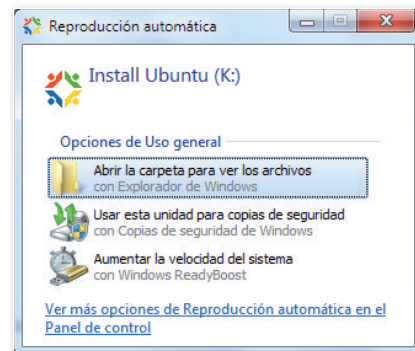 Reproducción automática
Install Ubuntu (K:)
Opciones de Uso general
Abrir la carpeta para ver los archivos
con Explorador de Windows
Usar esta unidad para copias de seguridad
con Copias de seguridad de Windows
Aumentar la velocidad del sistema
con Windows ReadyBoost
Ver más opciones de Reproducción automática en el
Panel de control